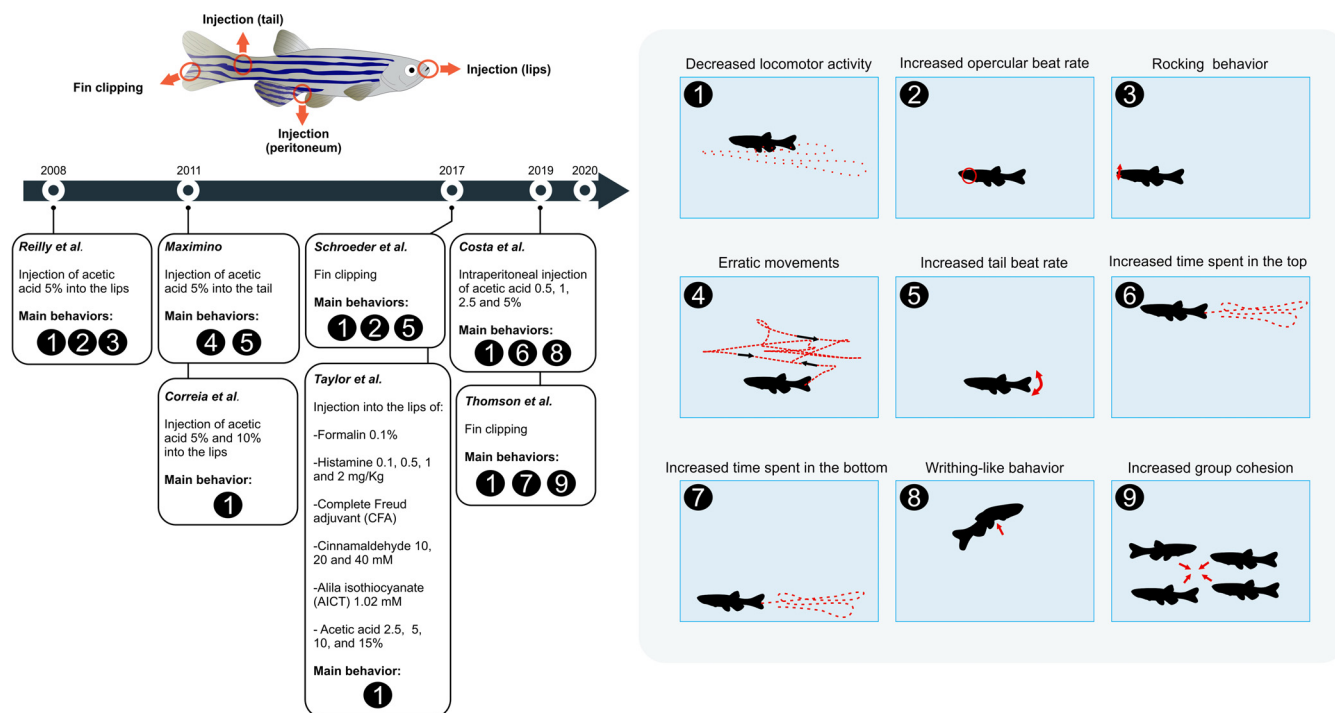 Injection (tail)
Injection (lips)
Fin clipping
Injection
(peritoneum)
2008
2011
2017
2019
2020
Reilly et al.
Injection of acetic
acid 5% into the lips
Main behaviors:
1 2 3
Maximino
Injection of acetic
acid 5% into the tail
Main behaviors:
4 5
Correia et al.
Injection of acetic
acid 5% and 10%
into the lips
Main behavior:
1
Schroeder et al.
Fin clipping
Main behaviors:
1 2 5
Taylor et al.
Injection into the lips of:
-Formalin 0.1%
-Histamine 0.1, 0.5, 1
and 2 mg/Kg
-Complete Freud
adjuvant (CFA)
-Cinnamaldehyde 10,
20 and 40 mM
-Alila isothiocyanate
(AICT) 1.02 mM
- Acetic acid 2.5, 5,
10, and 15%
Main behavior:
1
Costa et al.
Intraperitoneal injection
of acetic acid 0.5, 1,
2.5 and 5%
Main behaviors:
1 6 8
Thomson et al.
Fin clipping
Main behaviors:
1 7 9
Decreased locomotor activity
1
Increased opercular beat rate
2
Rocking behavior
3
Erratic movements
4
Increased tail beat rate
5
Increased time spent in the top
6
Increased time spent in the bottom
7
Writhing-like bahavior
8
Increased group cohesion
9